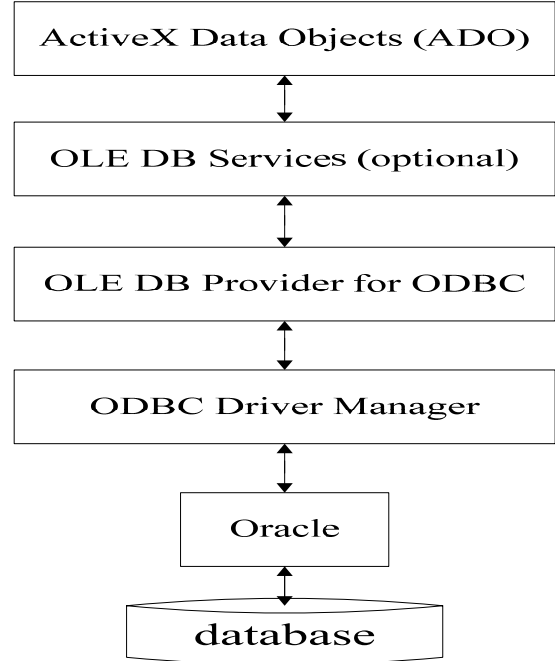 ActiveX Data Objects (ADO)
OLE DB Services (optional)
OLE DB Provider for ODBC
ODBC Driver Manager
Oracle
database